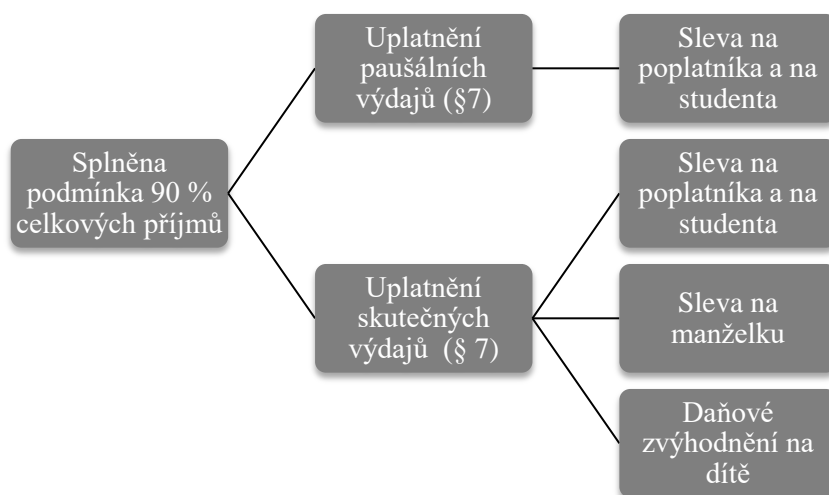 Splněna
podmínka 90 %
celkových příjmů
Uplatnění
paušálních
výdajů (§7)
Sleva na
poplatníka a na
studenta
Uplatnění
skutečných
výdajů (§ 7)
Sleva na
poplatníka a na
studenta
Sleva na
manželku
Daňové
zvýhodnění na
dítě